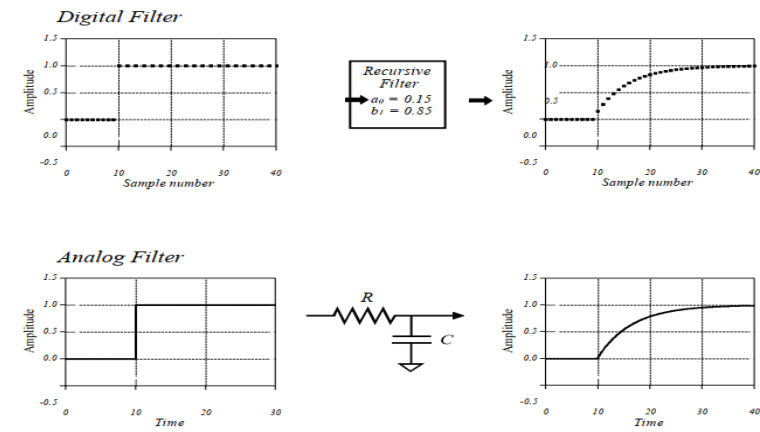 Digital Filter
1.5
1.0
0.5
0.0
-0.5
Amplitude
0 10 20 30 40
Sample number
Recursive
Filter
a₀ = 0.15
b₁ = 0.85
1.5
1.0
0.5
0.0
-0.5
Amplitude
0 10 20 30 40
Sample number
Analog Filter
1.5
1.0
0.5
0.0
-0.5
Amplitude
0 10 20 30
Time
R
C
1.5
1.0
0.5
0.0
-0.5
Amplitude
0 10 20 30 40
Time